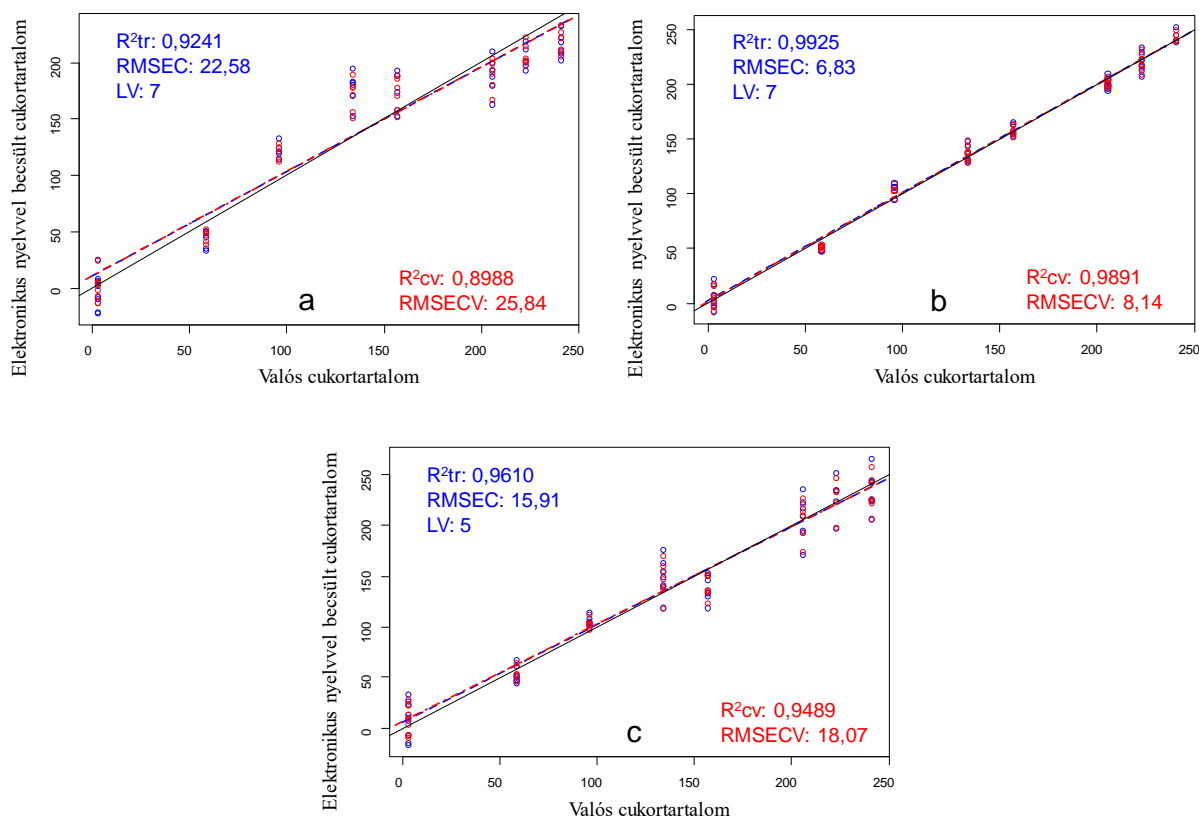 Elektronikus nyelvvel becsült cukortartalom
R²tr: 0,9241
RMSEC: 22,58
LV: 7
200
150
100
50
0
R²cv: 0,8988
RMSECV: 25,84
a
0 50 100 150 200 250
Valós cukortartalom
Elektronikus nyelvvel becsült cukortartalom
R²tr: 0,9925
RMSEC: 6,83
LV: 7
250
200
150
100
50
0
R²cv: 0,9891
RMSECV: 8,14
b
0 50 100 150 200 250
Valós cukortartalom
Elektronikus nyelvvel becsült cukortartalom
R²tr: 0,9610
RMSEC: 15,91
LV: 5
250
200
150
100
50
0
R²cv: 0,9489
RMSECV: 18,07
c
0 50 100 150 200 250
Valós cukortartalom